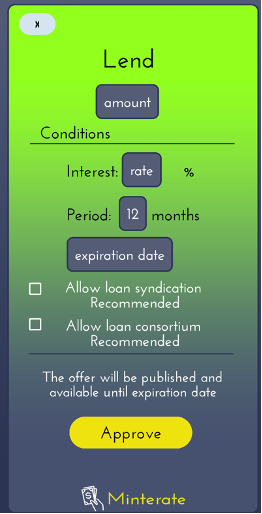 x
Lend
amount
Conditions
Interest: rate %
Period: 12 months
expiration date
Allow loan syndication
Recommended
Allow loan consortium
Recommended
The offer will be published and
available until expiration date
Approve
$ Minterate